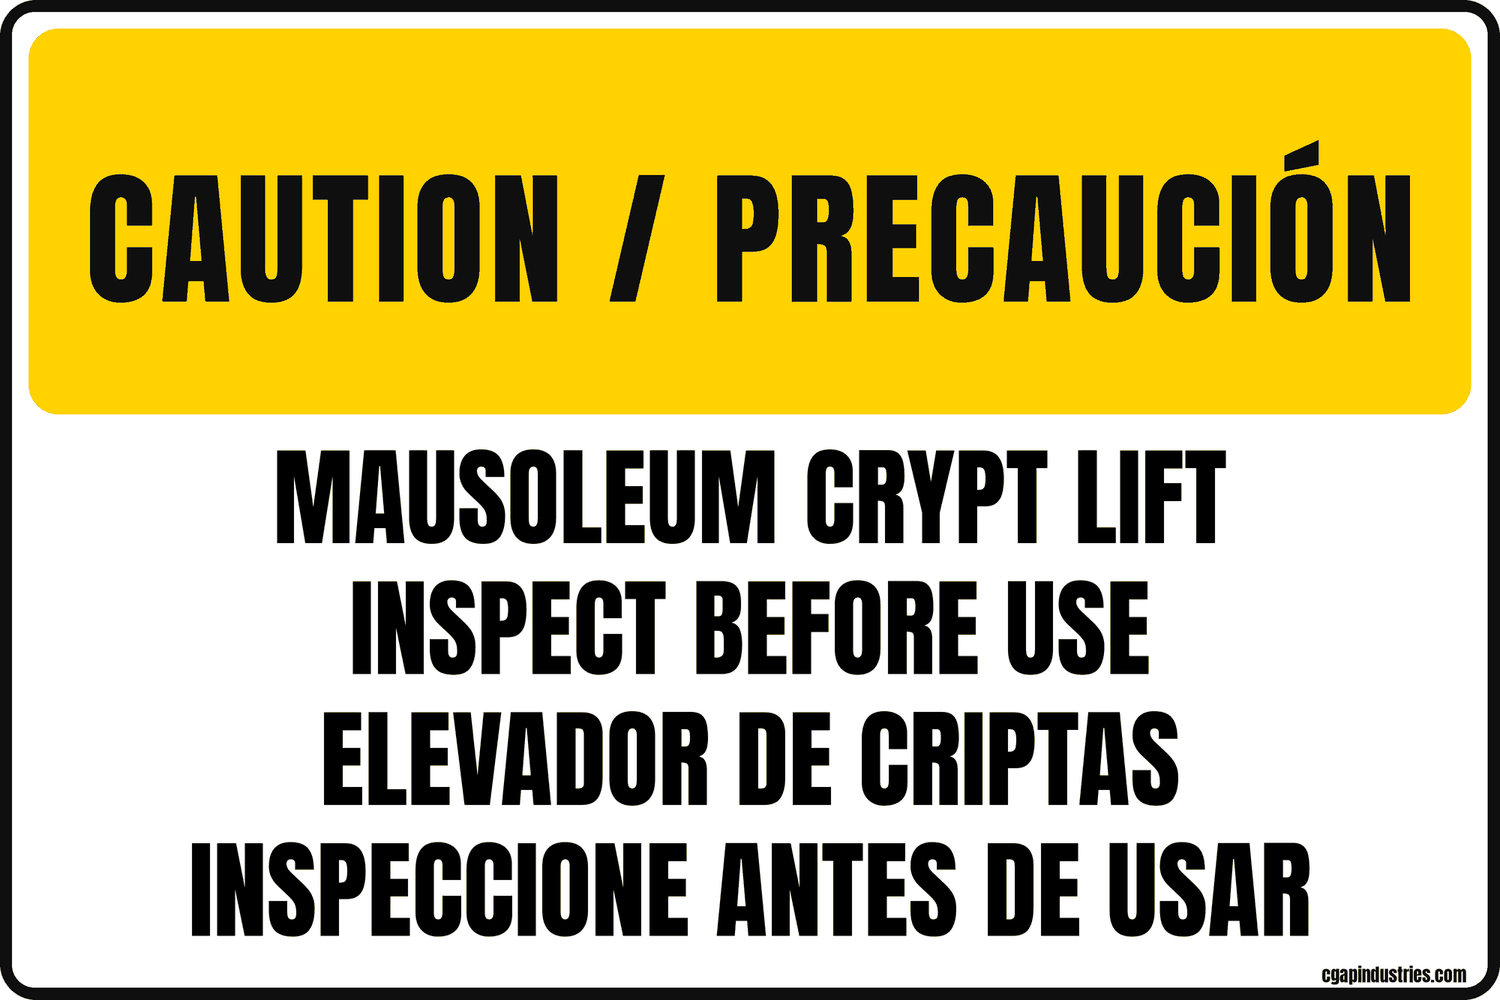 CAUTION / PRECAUCIÓN
MAUSOLEUM CRYPT LIFT
INSPECT BEFORE USE
ELEVADOR DE CRIPTAS
INSPECCIONE ANTES DE USAR
cgapindustries.com